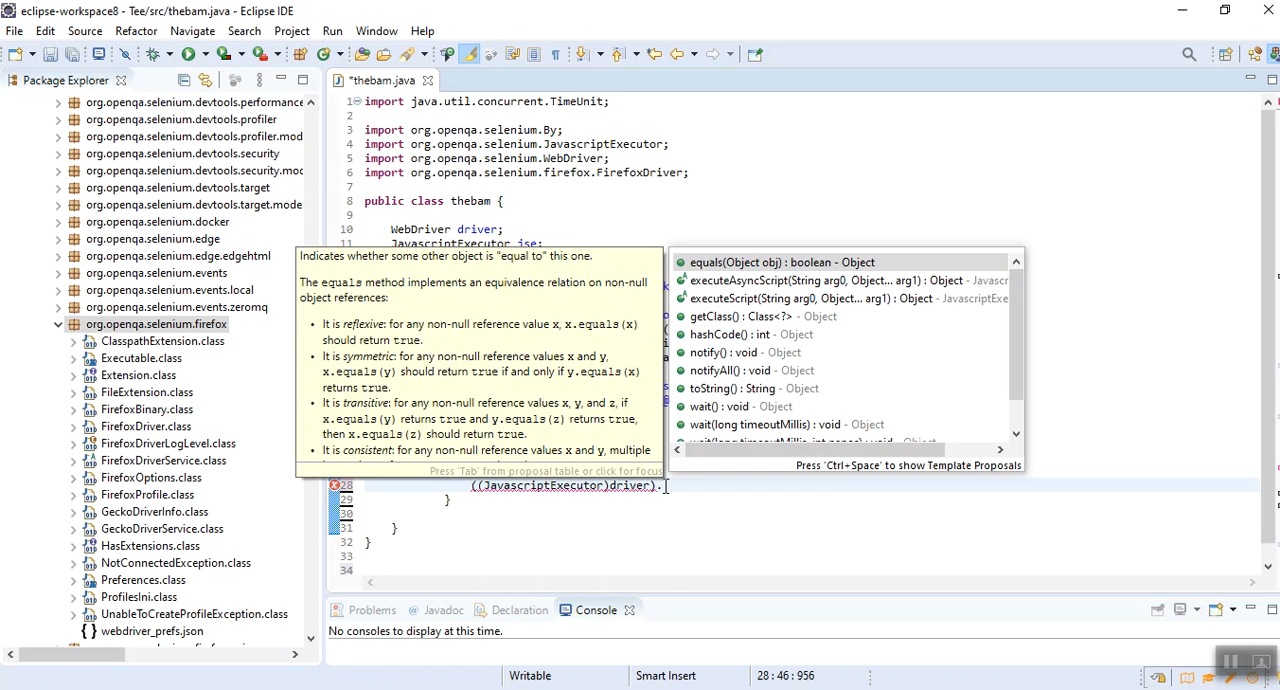 eclipse-workspace8 - Tee/src/thebam.java - Eclipse IDE
File Edit Source Refactor Navigate Search Project Run Window Help
Package Explorer
*thebam.java
org.openqa.selenium.devtools.performance
org.openqa.selenium.devtools.profiler
org.openqa.selenium.devtools.profiler.mod
org.openqa.selenium.devtools.security
org.openqa.selenium.devtools.security.mod
org.openqa.selenium.devtools.target
org.openqa.selenium.devtools.target.mode
org.openqa.selenium.docker
org.openqa.selenium.edge
org.openqa.selenium.edge.edgehtml
org.openqa.selenium.events
org.openqa.selenium.events.local
org.openqa.selenium.events.zeromq
org.openqa.selenium.firefox
ClasspathExtension.class
Executable.class
Extension.class
FileExtension.class
FirefoxBinary.class
FirefoxDriver.class
FirefoxDriverLogLevel.class
FirefoxDriverService.class
FirefoxOptions.class
FirefoxProfile.class
GeckoDriverInfo.class
GeckoDriverService.class
HasExtensions.class
NotConnectedException.class
Preferences.class
ProfilesIni.class
UnableToCreateProfileException.class
webdriver_prefs.json
1 import java.util.concurrent.TimeUnit;
2
3 import org.openqa.selenium.By;
4 import org.openqa.selenium.JavascriptExecutor;
5 import org.openqa.selenium.WebDriver;
6 import org.openqa.selenium.firefox.FirefoxDriver;
7
8 public class thebam {
9
10 WebDriver driver;
11 JavascriptExecutor jse;
Indicates whether some other object is "equal to" this one.
The equals method implements an equivalence relation on non-null
object references:
• It is reflexive: for any non-null reference value x, x.equals(x)
should return true.
• It is symmetric: for any non-null reference values x and y,
x.equals(y) should return true if and only if y.equals(x)
returns true.
• It is transitive: for any non-null reference values x, y, and z, if
x.equals(y) returns true and y.equals(z) returns true,
then x.equals(z) should return true.
• It is consistent: for any non-null reference values x and y, multiple
Press 'Tab' from proposal table or click for focus
equals(Object obj) : boolean - Object
executeAsyncScript(String arg0, Object... arg1) : Object - Javascr
executeScript(String arg0, Object... arg1) : Object - JavascriptExe
getClass() : Class<?> - Object
hashCode() : int - Object
notify() : void - Object
notifyAll() : void - Object
toString() : String - Object
wait() : void - Object
wait(long timeoutMillis) : void - Object
wait(long timeoutMillis, int nanos) : void - Object
Press 'Ctrl+Space' to show Template Proposals
28 ((JavascriptExecutor)driver).
29 }
30
31 }
32 }
33
34
Problems Javadoc Declaration Console
No consoles to display at this time.
Writable Smart Insert 28 : 46 : 956